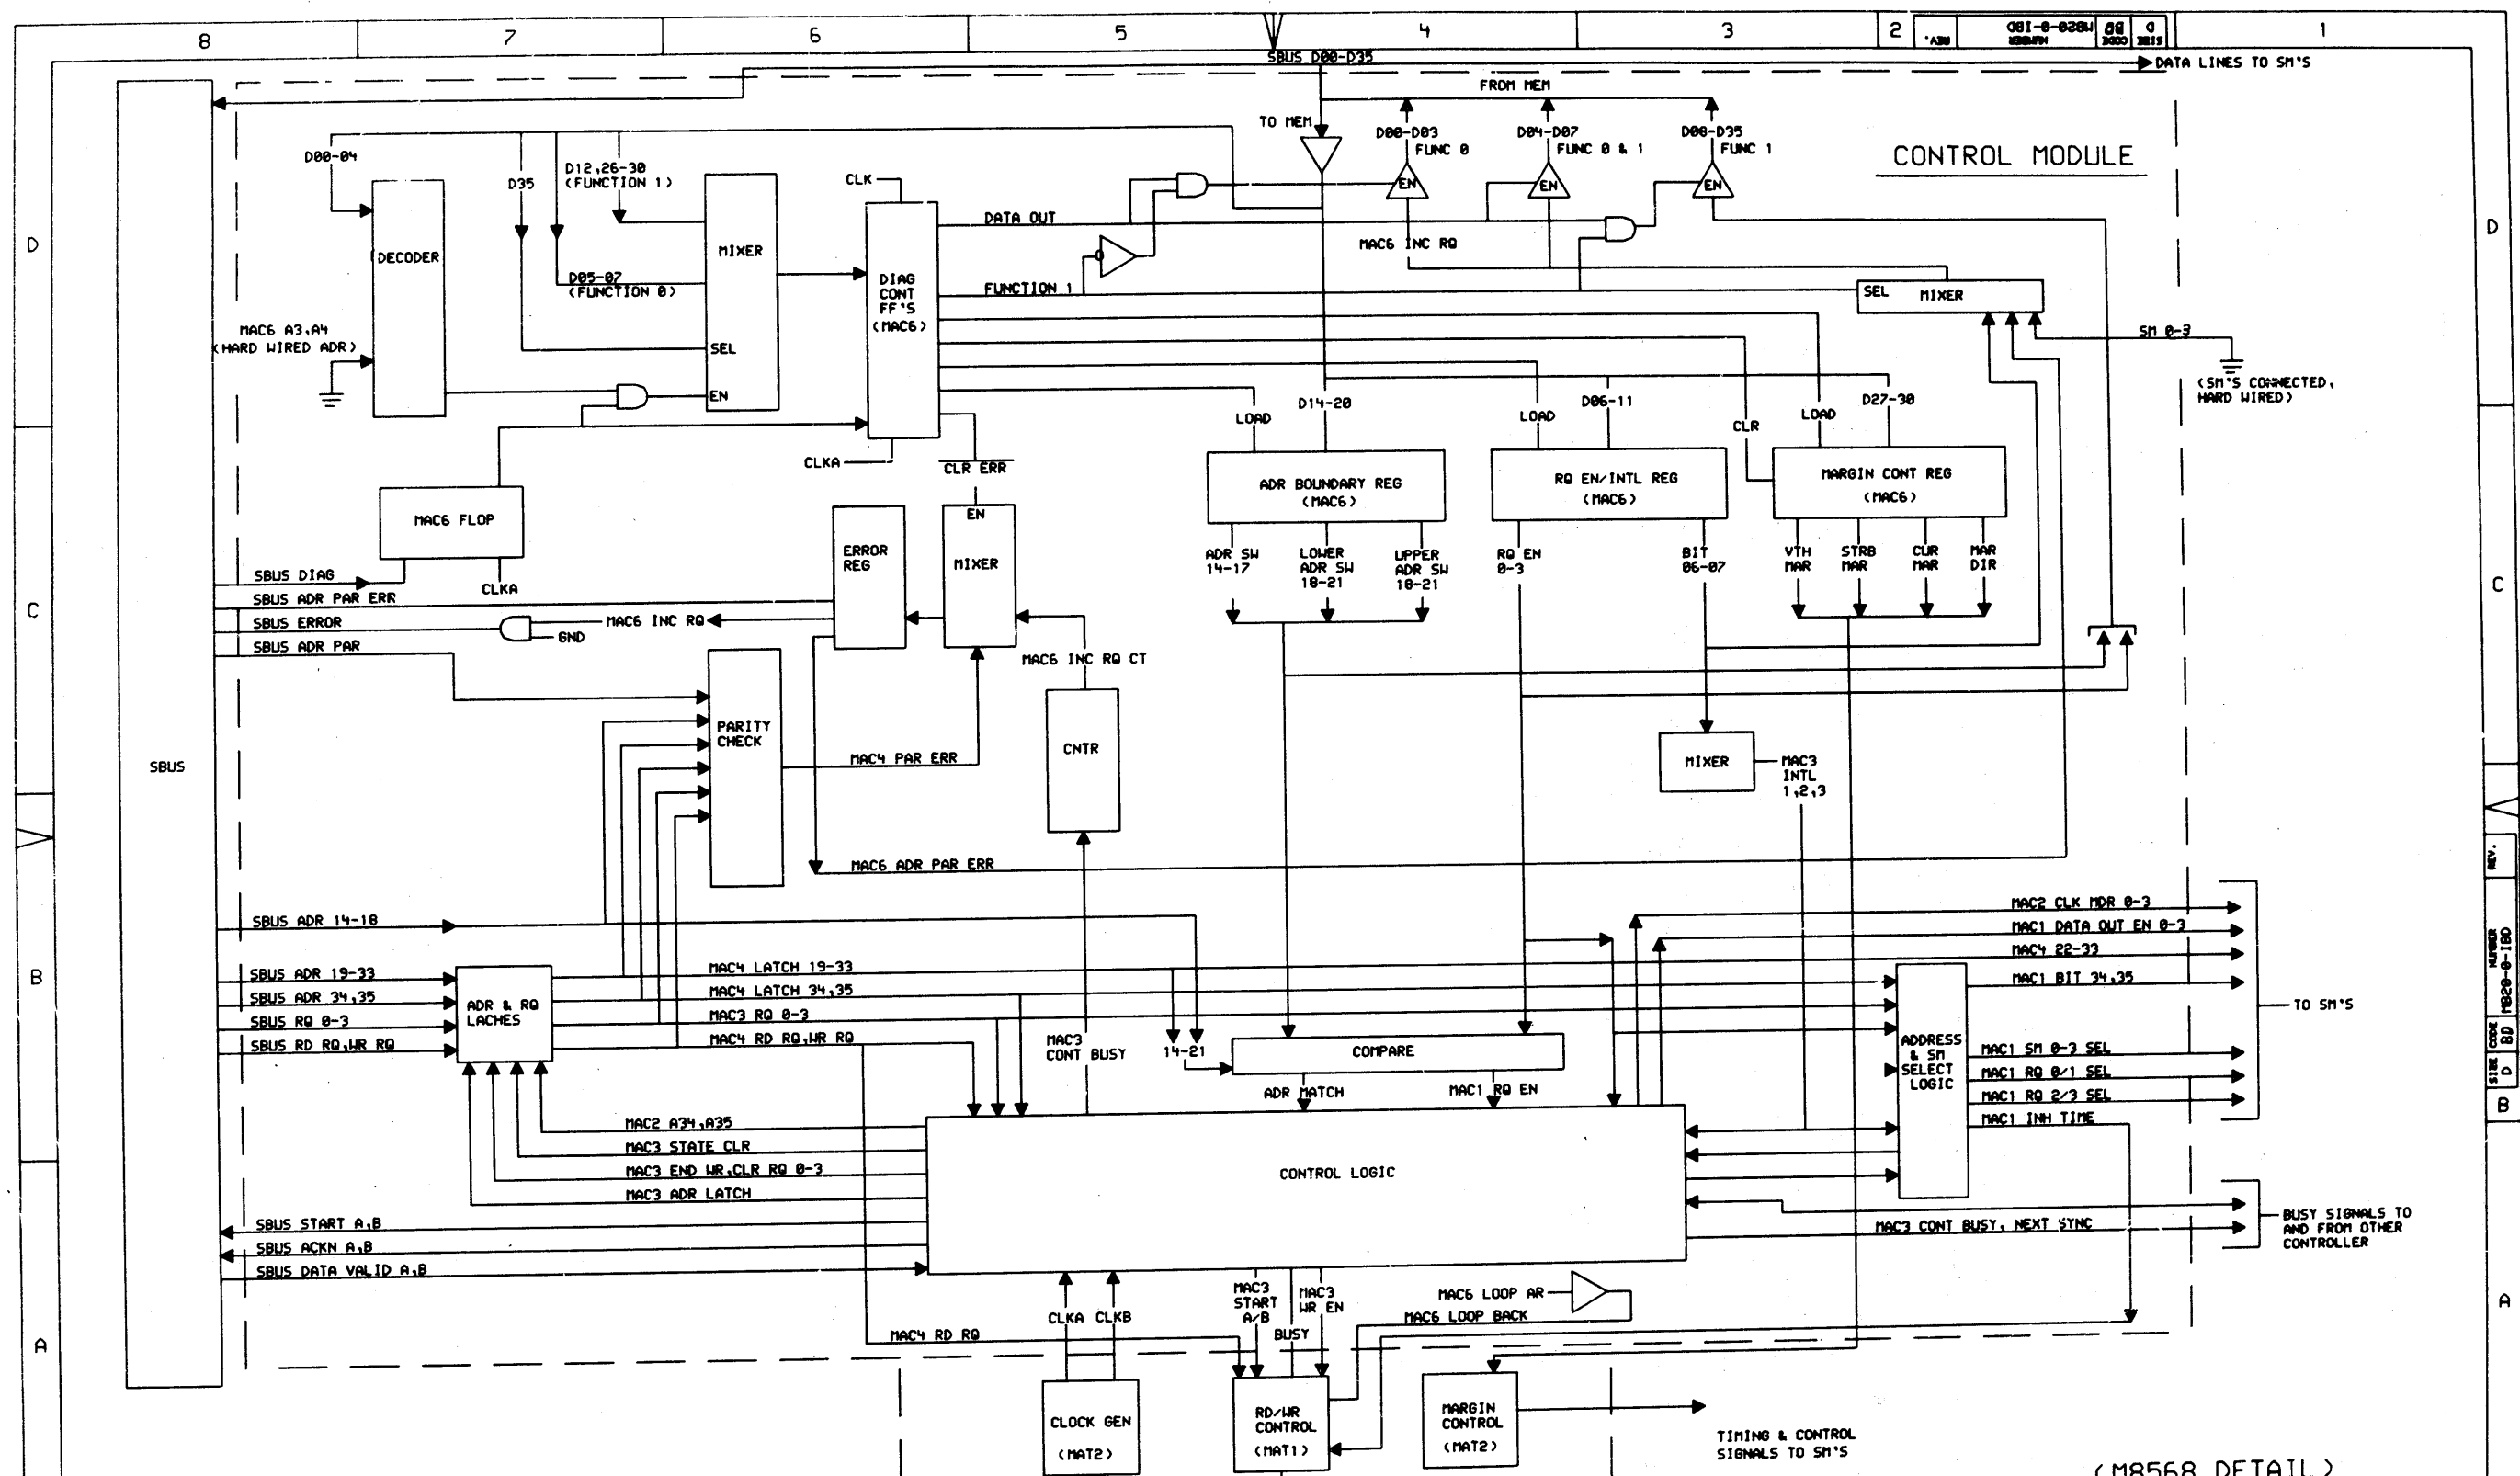 8 7 6 5 4 3 2 1
REV. NUMBER CODE SIZE
M820-0-IBD BD D
SBUS D00-D35
DATA LINES TO SM'S
FROM MEM
TO MEM
D00-D03
FUNC 0
D04-D07
FUNC 0 & 1
D08-D35
FUNC 1
CONTROL MODULE
D00-04
D35
D12,26-30
(FUNCTION 1)
CLK
EN
EN
EN
DATA OUT
D
D
MAC6 INC RQ
DECODER
MIXER
D05-07
(FUNCTION 0)
DIAG
CONT
FF'S
(MAC6)
FUNCTION 1
SEL
MIXER
MAC6 A3,A4
(HARD WIRED ADR)
SEL
SM 0-3
(SM'S CONNECTED,
HARD WIRED)
EN
LOAD
D14-20
LOAD
D06-11
CLR
LOAD
D27-30
CLKA
CLR ERR
ADR BOUNDARY REG
(MAC6)
RQ EN/INTL REG
(MAC6)
MARGIN CONT REG
(MAC6)
MAC6 FLOP
ERROR
REG
EN
MIXER
ADR SW
14-17
LOWER
ADR SW
18-21
UPPER
ADR SW
18-21
RQ EN
0-3
BIT
06-07
VTH
MAR
STRB
MAR
CUR
MAR
MAR
DIR
SBUS DIAG
CLKA
C
C
SBUS ADR PAR ERR
SBUS ERROR
MAC6 INC RQ
GND
SBUS ADR PAR
MAC6 INC RQ CT
PARITY
CHECK
CNTR
MAC4 PAR ERR
SBUS
MIXER
MAC3
INTL
1,2,3
MAC6 ADR PAR ERR
REV.
NUMBER
M820-0-IBD
CODE
BD
SIZE
D
SBUS ADR 14-18
MAC2 CLK MDR 0-3
MAC1 DATA OUT EN 0-3
MAC4 22-33
MAC1 BIT 34,35
TO SM'S
B
B
SBUS ADR 19-33
SBUS ADR 34,35
SBUS RQ 0-3
SBUS RD RQ,WR RQ
ADR & RQ
LACHES
MAC4 LATCH 19-33
MAC4 LATCH 34,35
MAC3 RQ 0-3
MAC4 RD RQ,WR RQ
MAC3
CONT BUSY
14-21
COMPARE
ADR MATCH
MAC1 RQ EN
ADDRESS
& SM
SELECT
LOGIC
MAC1 SM 0-3 SEL
MAC1 RQ 0/1 SEL
MAC1 RQ 2/3 SEL
MAC1 INH TIME
MAC2 A34,A35
MAC3 STATE CLR
MAC3 END WR,CLR RQ 0-3
MAC3 ADR LATCH
CONTROL LOGIC
SBUS START A,B
SBUS ACKN A,B
SBUS DATA VALID A,B
MAC3 CONT BUSY, NEXT SYNC
BUSY SIGNALS TO
AND FROM OTHER
CONTROLLER
A
A
CLKA CLKB
MAC3
START
A/B
BUSY
MAC3
WR EN
MAC6 LOOP AR
MAC6 LOOP BACK
MAC4 RD RQ
CLOCK GEN
(MAT2)
RD/WR
CONTROL
(MAT1)
MARGIN
CONTROL
(MAT2)
TIMING & CONTROL
SIGNALS TO SM'S
(M8568 DETAIL)